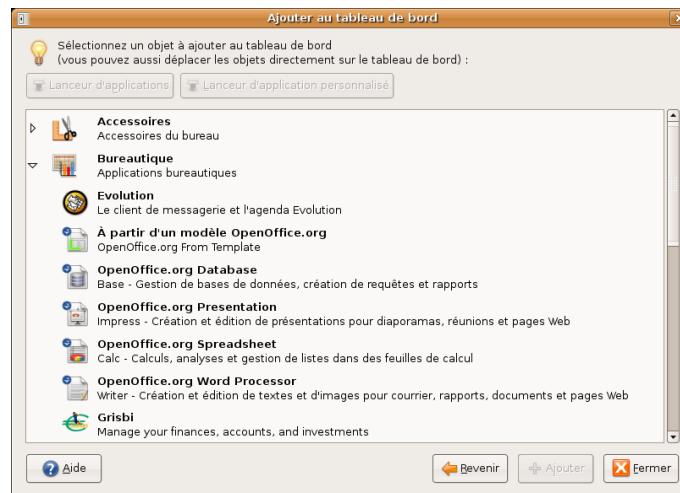 Ajouter au tableau de bord
Sélectionnez un objet à ajouter au tableau de bord
(vous pouvez aussi déplacer les objets directement sur le tableau de bord) :
Lanceur d'applications Lanceur d'application personnalisé
Accessoires
Accessoires du bureau
Bureautique
Applications bureautiques
Evolution
Le client de messagerie et l'agenda Evolution
À partir d'un modèle OpenOffice.org
OpenOffice.org From Template
OpenOffice.org Database
Base - Gestion de bases de données, création de requêtes et rapports
OpenOffice.org Presentation
Impress - Création et édition de présentations pour diaporamas, réunions et pages Web
OpenOffice.org Spreadsheet
Calc - Calculs, analyses et gestion de listes dans des feuilles de calcul
OpenOffice.org Word Processor
Writer - Création et édition de textes et d'images pour courrier, rapports, documents et pages Web
Grisbi
Manage your finances, accounts, and investments
Aide Revenir Ajouter Fermer